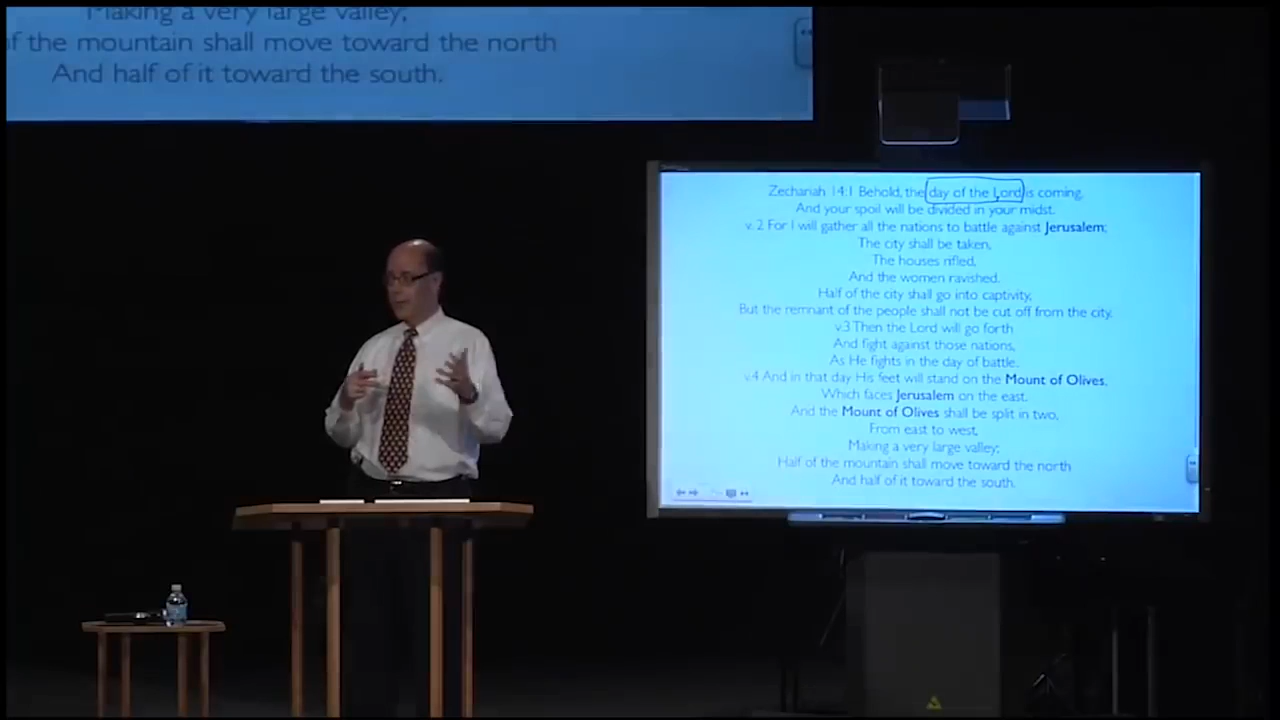 Making a very large valley;
of the mountain shall move toward the north
And half of it toward the south.
Zechariah 14:1 Behold, the day of the Lord is coming,
And your spoil will be divided in your midst.
v. 2 For I will gather all the nations to battle against Jerusalem;
The city shall be taken,
The houses rifled,
And the women ravished.
Half of the city shall go into captivity,
But the remnant of the people shall not be cut off from the city.
v.3 Then the Lord will go forth
And fight against those nations,
As He fights in the day of battle.
v.4 And in that day His feet will stand on the Mount of Olives,
Which faces Jerusalem on the east.
And the Mount of Olives shall be split in two,
From east to west,
Making a very large valley;
Half of the mountain shall move toward the north
And half of it toward the south.